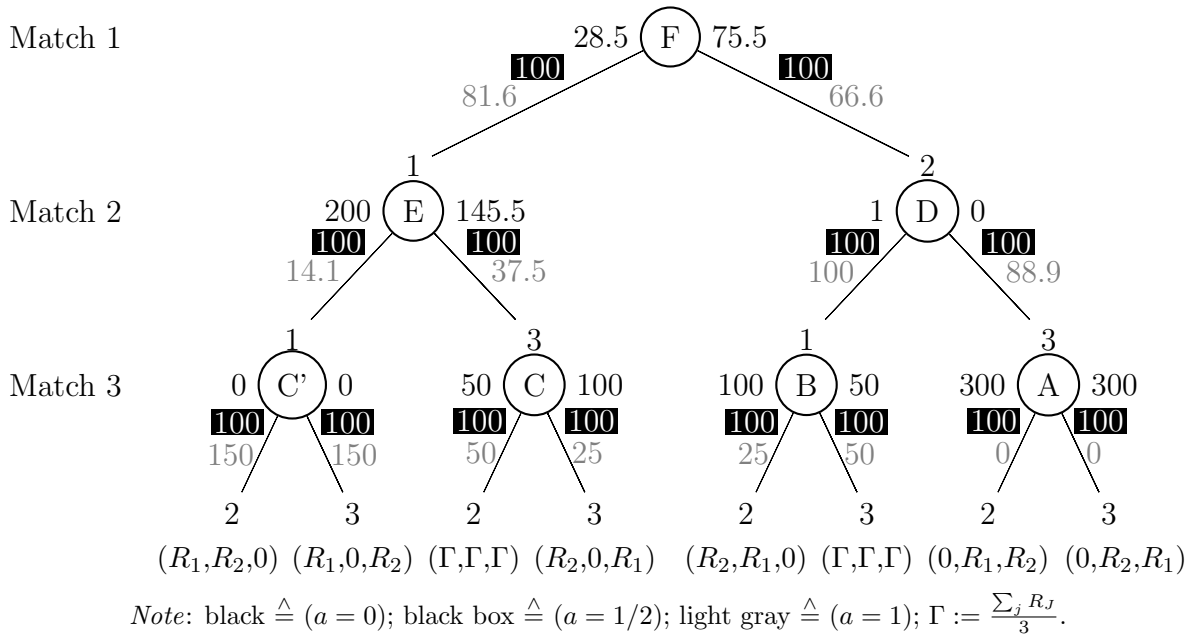 Match 1 28.5 F 75.5
100 100
81.6 66.6
1 2
Match 2 200 E 145.5 1 D 0
100 100 100 100
14.1 37.5 100 88.9
1 3 1 3
Match 3 0 C' 0 50 C 100 100 B 50 300 A 300
100 100 100 100 100 100 100 100
150 150 50 25 25 50 0 0
2 3 2 3 2 3 2 3
(R₁,R₂,0) (R₁,0,R₂) (Γ,Γ,Γ) (R₂,0,R₁) (R₂,R₁,0) (Γ,Γ,Γ) (0,R₁,R₂) (0,R₂,R₁)
Note: black ≙ (a = 0); black box ≙ (a = 1/2); light gray ≙ (a = 1); Γ := ∑ⱼ R_J / 3.